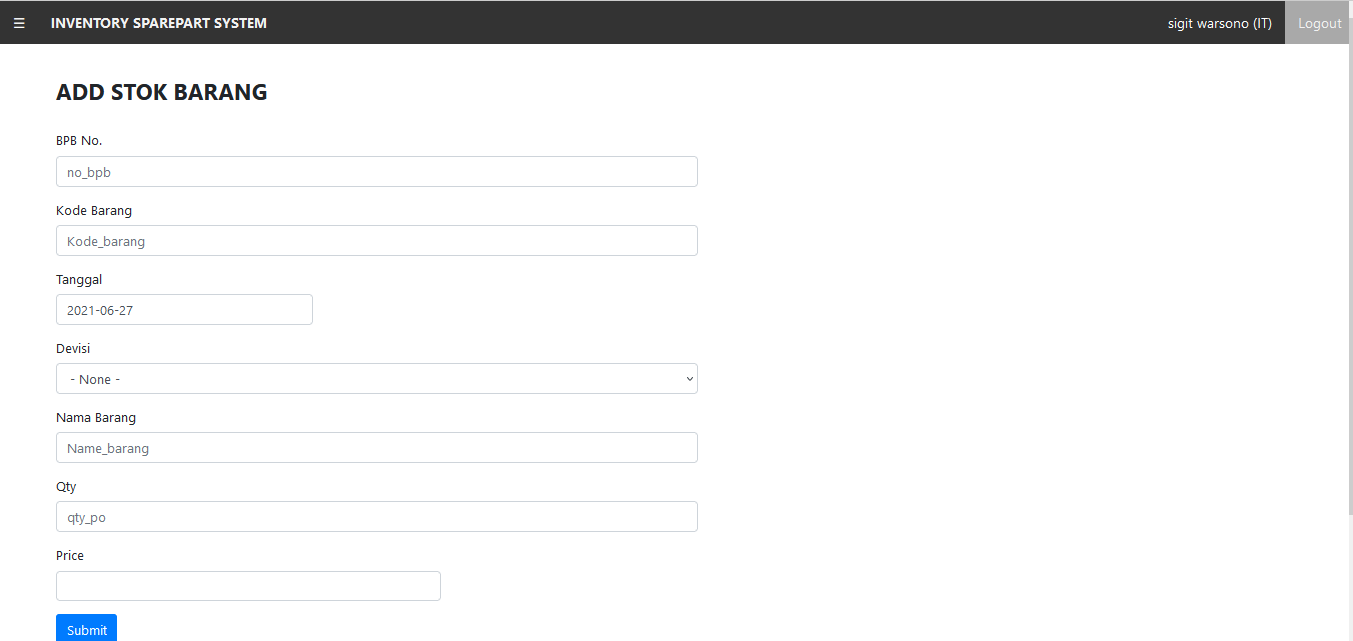 ☰ INVENTORY SPAREPART SYSTEM sigit warsono (IT) Logout
ADD STOK BARANG
BPB No.
no_bpb
Kode Barang
Kode_barang
Tanggal
2021-06-27
Devisi
- None -
Nama Barang
Name_barang
Qty
qty_po
Price
Submit